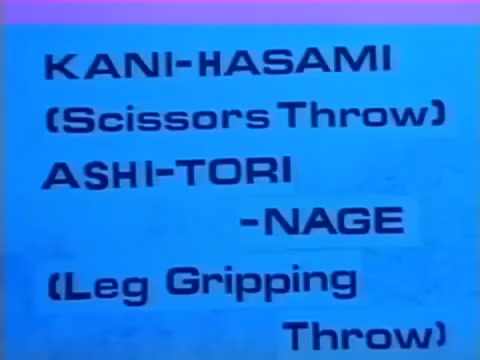 KANI-HASAMI
(Scissors Throw)
ASHI-TORI
-NAGE
(Leg Gripping
Throw)